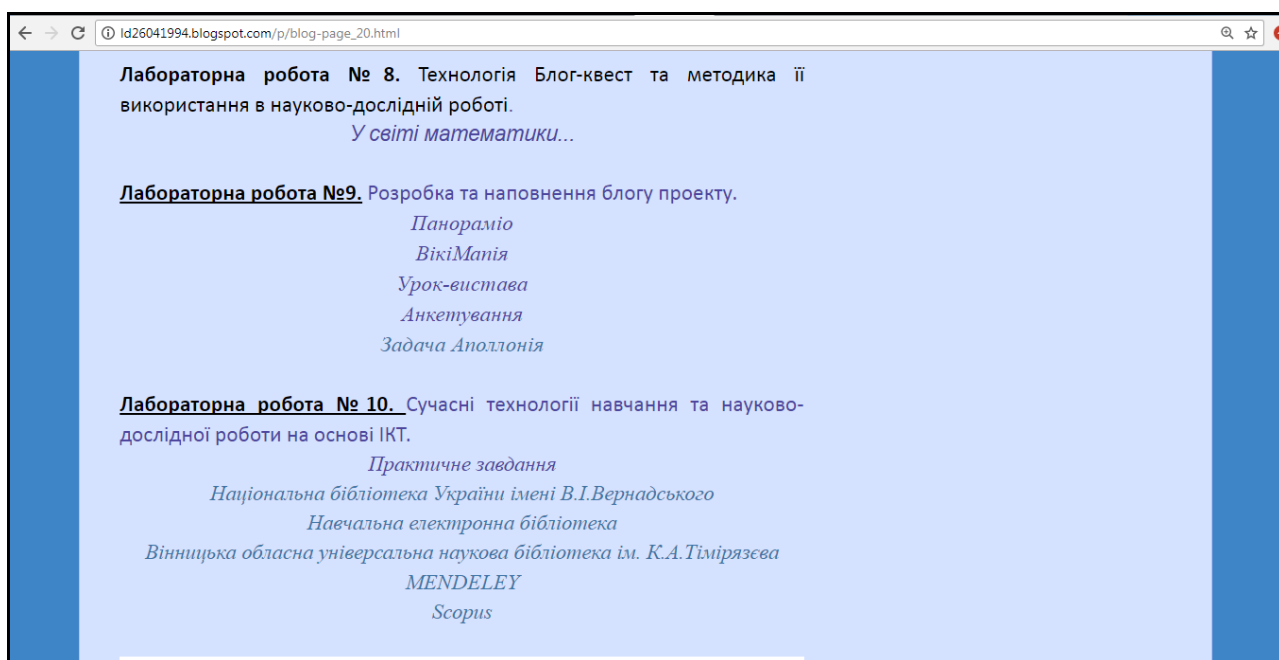 ld26041994.blogspot.com/p/blog-page_20.html
Лабораторна робота № 8. Технологія Блог-квест та методика її
використання в науково-дослідній роботі.
У світі математики...
Лабораторна робота №9. Розробка та наповнення блогу проекту.
Панораміо
ВікіМапія
Урок-вистава
Анкетування
Задача Аполлонія
Лабораторна робота № 10. Сучасні технології навчання та науково-
дослідної роботи на основі ІКТ.
Практичне завдання
Національна бібліотека України імені В.І.Вернадського
Навчальна електронна бібліотека
Вінницька обласна універсальна наукова бібліотека ім. К.А.Тімірязєва
MENDELEY
Scopus